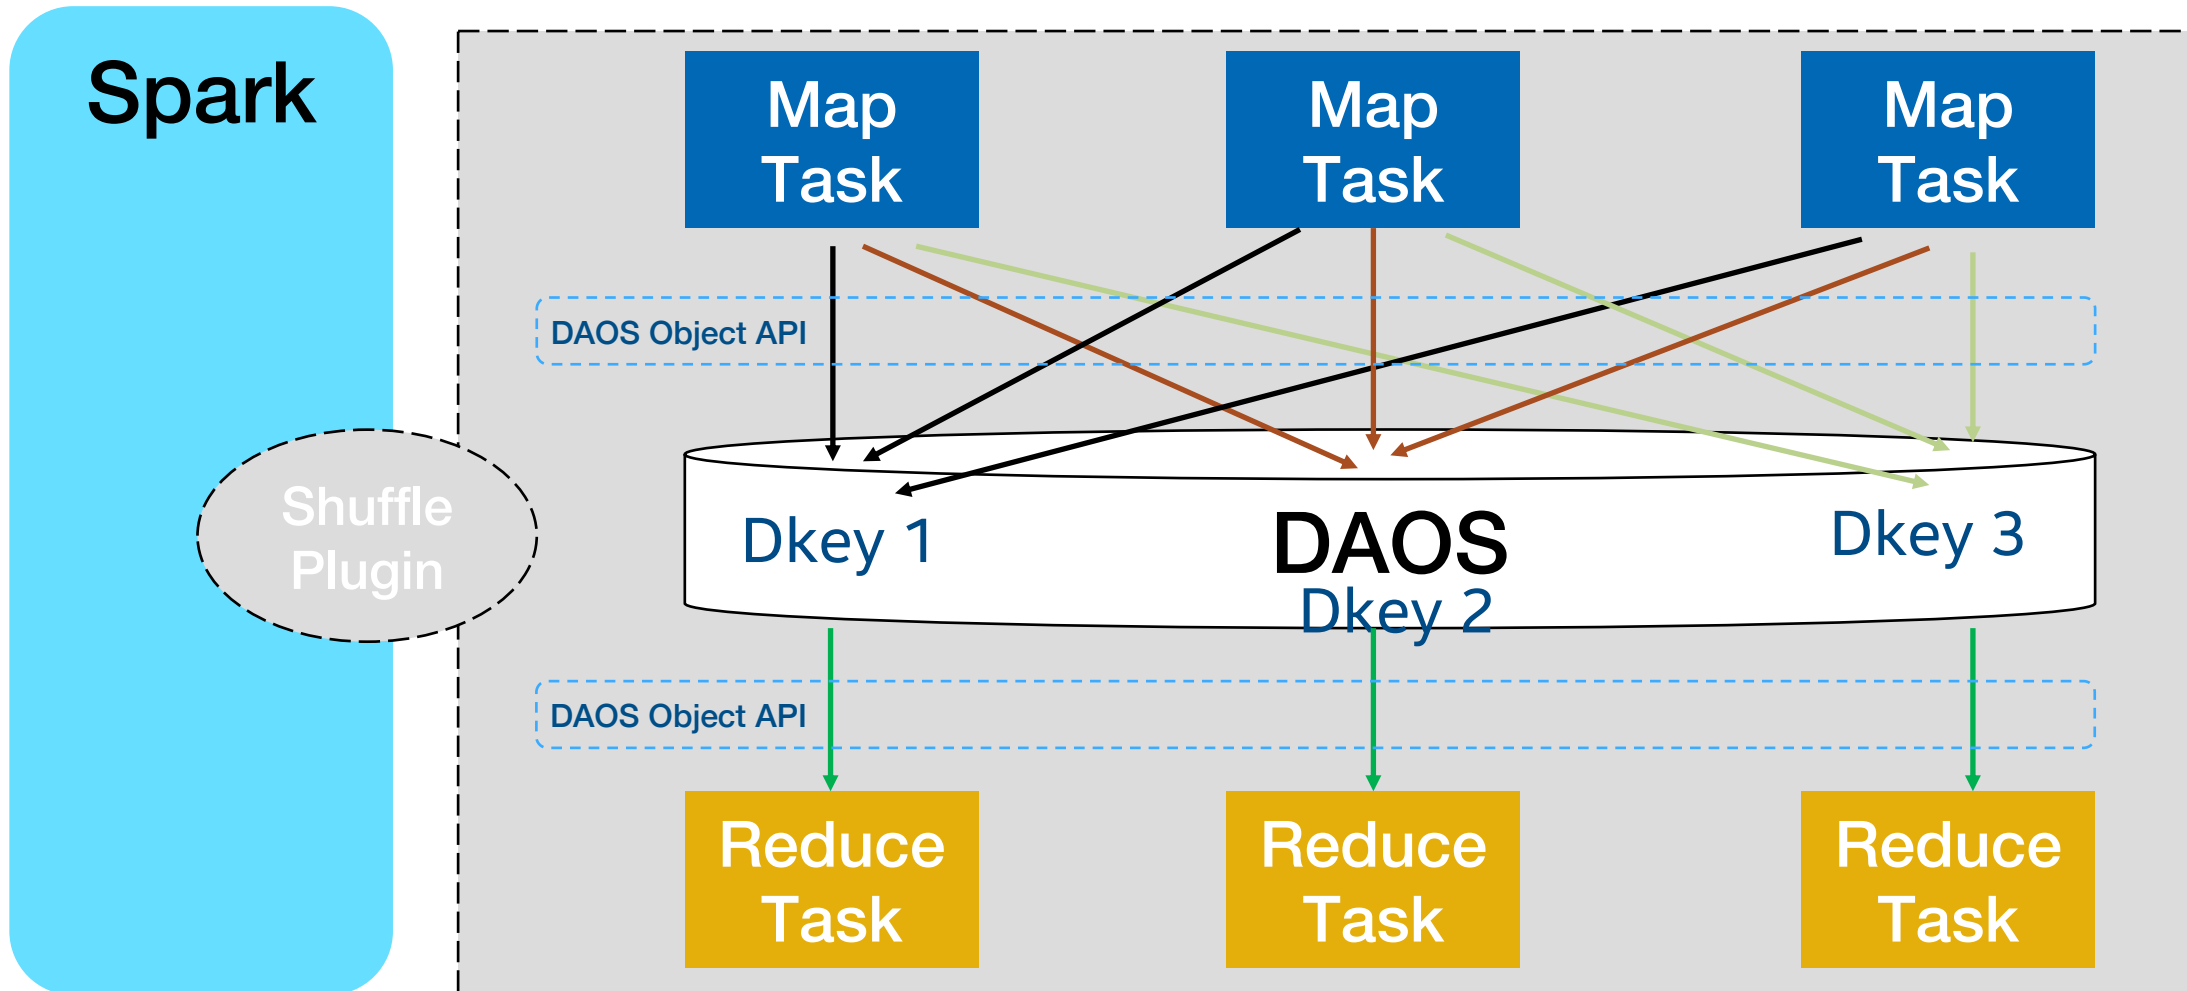 Spark
Map
Task
Map
Task
Map
Task
DAOS Object API
Shuffle
Plugin
Dkey 1
DAOS
Dkey 2
Dkey 3
DAOS Object API
Reduce
Task
Reduce
Task
Reduce
Task